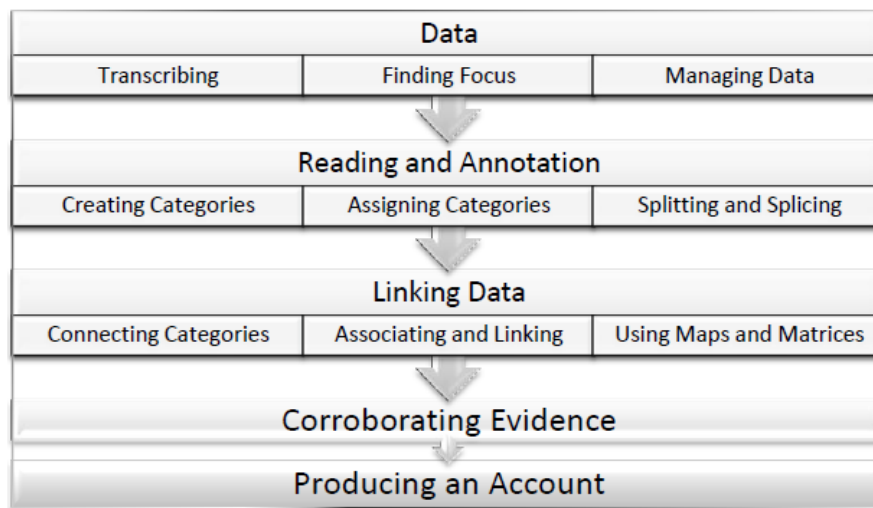 Data
Transcribing Finding Focus Managing Data
Reading and Annotation
Creating Categories Assigning Categories Splitting and Splicing
Linking Data
Connecting Categories Associating and Linking Using Maps and Matrices
Corroborating Evidence
Producing an Account